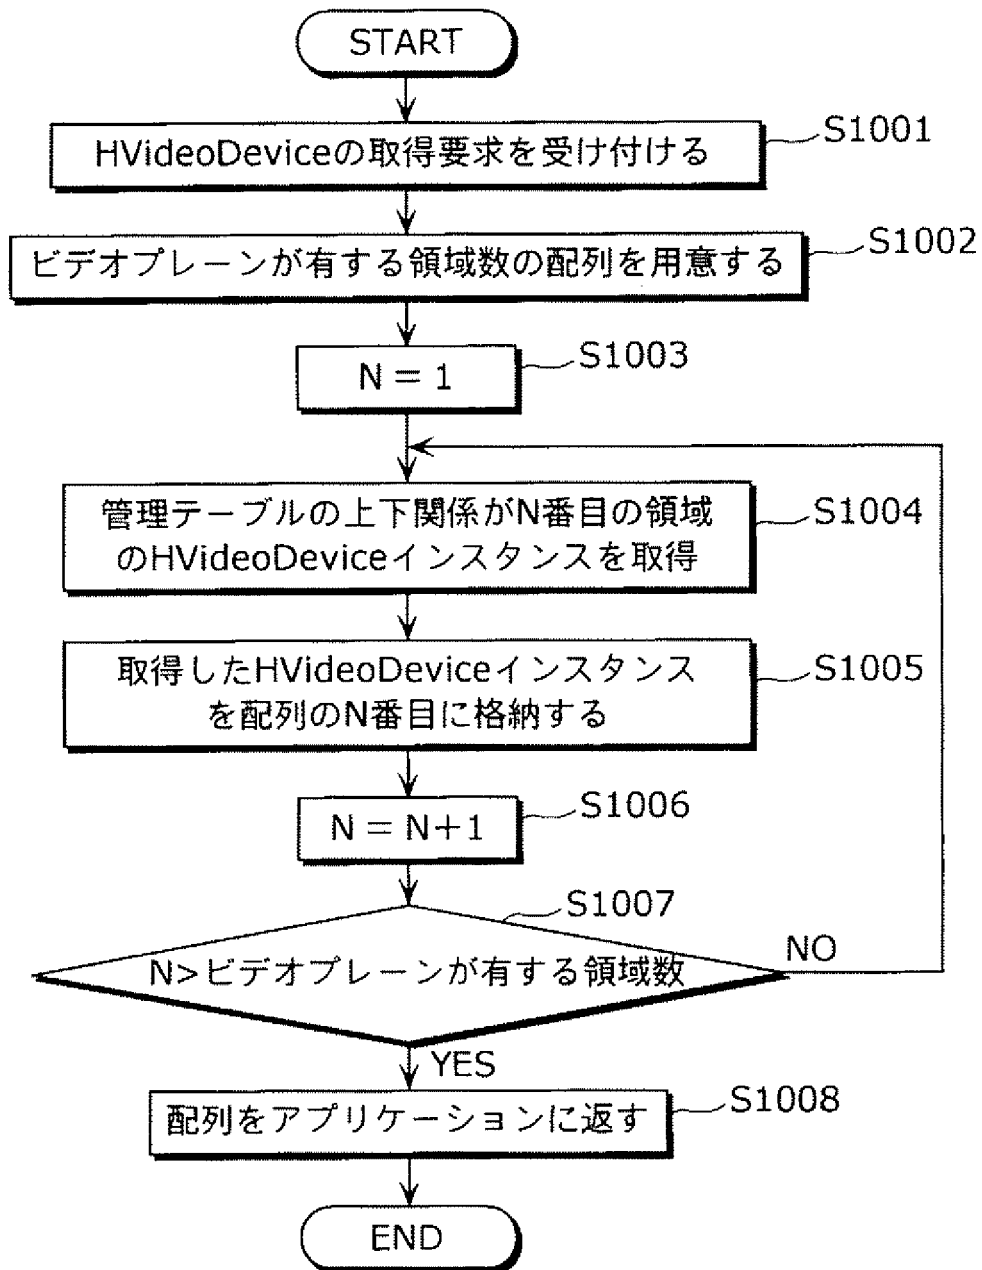 START
HVideoDeviceの取得要求を受け付ける
S1001
ビデオプレーンが有する領域数の配列を用意する
S1002
N = 1
S1003
管理テーブルの上下関係がN番目の領域
のHVideoDeviceインスタンスを取得
S1004
取得したHVideoDeviceインスタンス
を配列のN番目に格納する
S1005
N = N+1
S1006
S1007
N>ビデオプレーンが有する領域数
NO
YES
配列をアプリケーションに返す
S1008
END